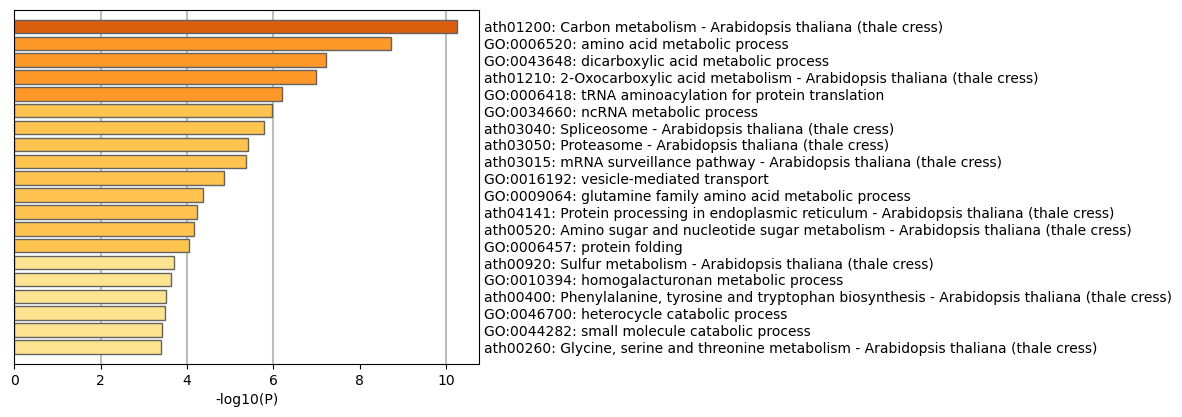 ath01200: Carbon metabolism - Arabidopsis thaliana (thale cress)
GO:0006520: amino acid metabolic process
GO:0043648: dicarboxylic acid metabolic process
ath01210: 2-Oxocarboxylic acid metabolism - Arabidopsis thaliana (thale cress)
GO:0006418: tRNA aminoacylation for protein translation
GO:0034660: ncRNA metabolic process
ath03040: Spliceosome - Arabidopsis thaliana (thale cress)
ath03050: Proteasome - Arabidopsis thaliana (thale cress)
ath03015: mRNA surveillance pathway - Arabidopsis thaliana (thale cress)
GO:0016192: vesicle-mediated transport
GO:0009064: glutamine family amino acid metabolic process
ath04141: Protein processing in endoplasmic reticulum - Arabidopsis thaliana (thale cress)
ath00520: Amino sugar and nucleotide sugar metabolism - Arabidopsis thaliana (thale cress)
GO:0006457: protein folding
ath00920: Sulfur metabolism - Arabidopsis thaliana (thale cress)
GO:0010394: homogalacturonan metabolic process
ath00400: Phenylalanine, tyrosine and tryptophan biosynthesis - Arabidopsis thaliana (thale cress)
GO:0046700: heterocycle catabolic process
GO:0044282: small molecule catabolic process
ath00260: Glycine, serine and threonine metabolism - Arabidopsis thaliana (thale cress)
0 2 4 6 8 10
-log10(P)